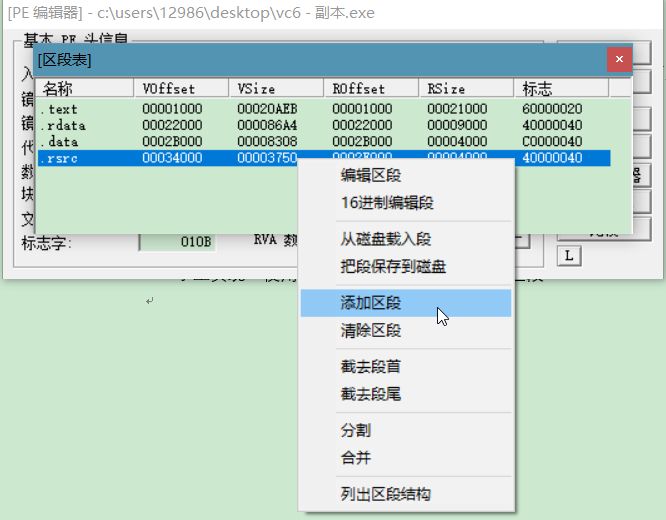 [PE 编辑器] - c:\users\12986\desktop\vc6 - 副本.exe
基本 PE 头信息
[区段表]
名称 VOffset VSize ROffset RSize 标志
.text 00001000 00020AEB 00001000 00021000 60000020
.rdata 00022000 000086A4 00022000 00009000 40000040
.data 0002B000 00008308 0002B000 00004000 C0000040
.rsrc 00034000 00003750 0002F000 00004000 40000040
标志字: 010B RVA 数
L
编辑区段
16进制编辑段
从磁盘载入段
把段保存到磁盘
添加区段
清除区段
截去段首
截去段尾
分割
合并
列出区段结构